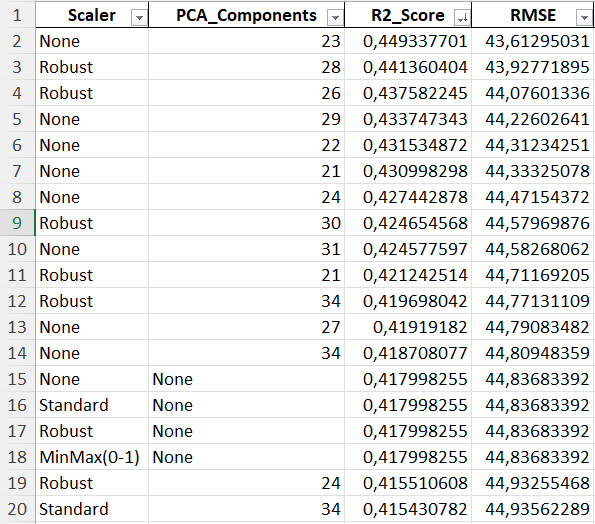 1 Scaler PCA_Components R2_Score RMSE
2 None 23 0,449337701 43,61295031
3 Robust 28 0,441360404 43,92771895
4 Robust 26 0,437582245 44,07601336
5 None 29 0,433747343 44,22602641
6 None 22 0,431534872 44,31234251
7 None 21 0,430998298 44,33325078
8 None 24 0,427442878 44,47154372
9 Robust 30 0,424654568 44,57969876
10 None 31 0,424577597 44,58268062
11 Robust 21 0,421242514 44,71169205
12 Robust 34 0,419698042 44,77131109
13 None 27 0,41919182 44,79083482
14 None 34 0,418708077 44,80948359
15 None None 0,417998255 44,83683392
16 Standard None 0,417998255 44,83683392
17 Robust None 0,417998255 44,83683392
18 MinMax(0-1) None 0,417998255 44,83683392
19 Robust 24 0,415510608 44,93255468
20 Standard 34 0,415430782 44,93562289